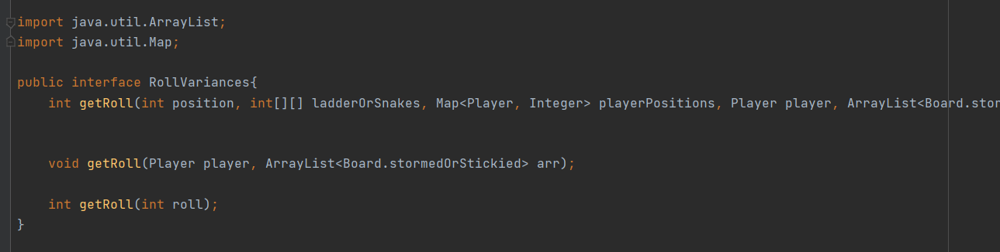 import java.util.ArrayList;
import java.util.Map;
public interface RollVariances{
int getRoll(int position, int[][] ladderOrSnakes, Map<Player, Integer> playerPositions, Player player, ArrayList<Board.stor
void getRoll(Player player, ArrayList<Board.stormedOrStickied> arr);
int getRoll(int roll);
}